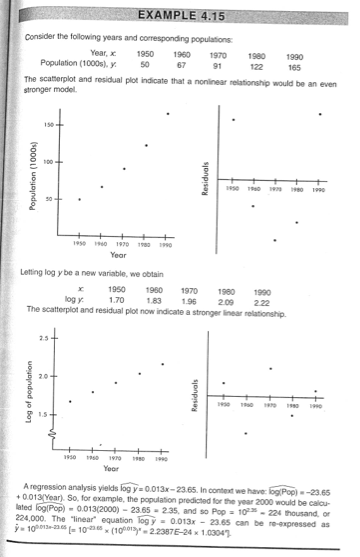 EXAMPLE 4.15
Consider the following years and corresponding populations:
Year, x: 1950 1960 1970 1980 1990
Population (1000s), y: 50 67 91 122 165
The scatterplot and residual plot indicate that a nonlinear relationship would be an even
stronger model.
150
100
50
Population (1000s)
1950 1960 1970 1980 1990
Year
Residuals
1950 1960 1970 1980 1990
Letting log y be a new variable, we obtain
x: 1950 1960 1970 1980 1990
log y: 1.70 1.83 1.96 2.09 2.22
The scatterplot and residual plot now indicate a stronger linear relationship.
2.5
2.0
1.5
Log of population
1950 1960 1970 1980 1990
Year
Residuals
1950 1960 1970 1980 1990
A regression analysis yields log y = 0.013x – 23.65. In context we have: log(Pop) = –23.65
+ 0.013(Year). So, for example, the population predicted for the year 2000 would be calcu-
lated log(Pop) = 0.013(2000) – 23.65 = 2.35, and so Pop = 10^2.35 = 224 thousand, or
224,000. The "linear" equation log y = 0.013x – 23.65 can be re-expressed as
ŷ = 10^0.013x–23.65 [= 10^–23.65 × (10^0.013)^x = 2.2387E–24 × 1.0304^x].